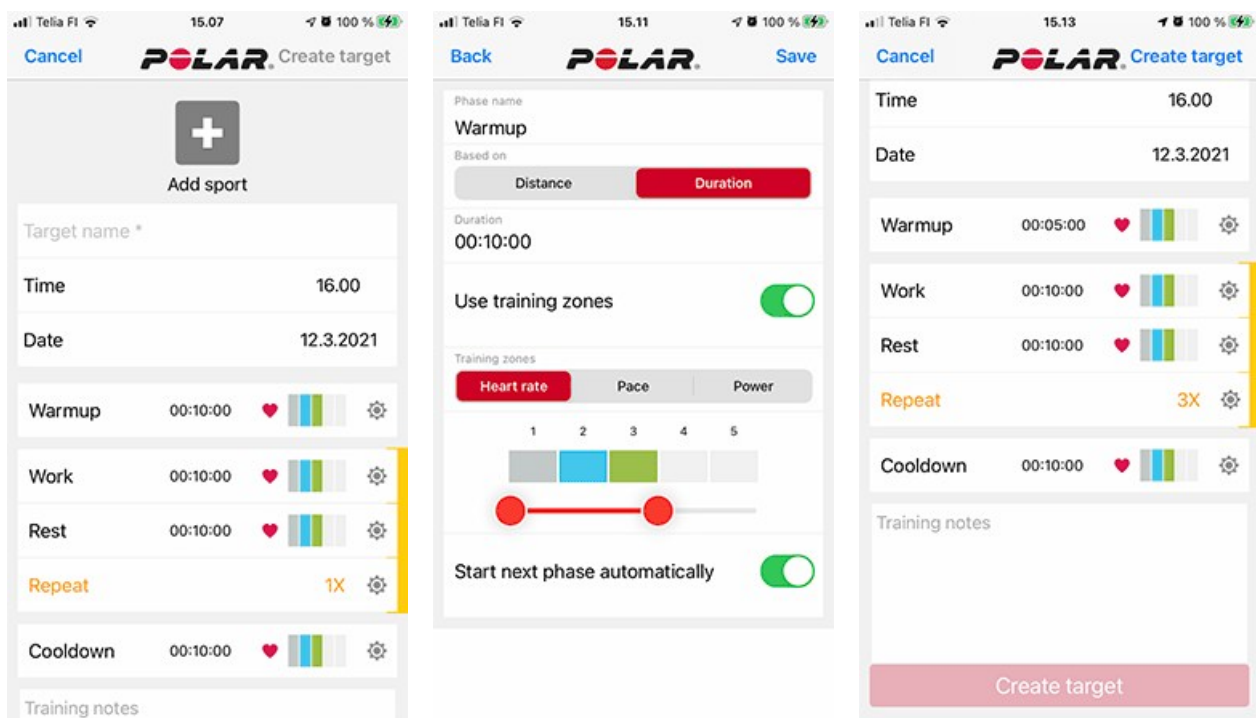 Telia FI 15.07 100 %
Cancel POLAR. Create target
Add sport
Target name *
Time 16.00
Date 12.3.2021
Warmup 00:10:00
Work 00:10:00
Rest 00:10:00
Repeat 1X
Cooldown 00:10:00
Training notes
Telia FI 15.11 100 %
Back POLAR. Save
Phase name
Warmup
Based on
Distance Duration
Duration
00:10:00
Use training zones
Training zones
Heart rate Pace Power
1 2 3 4 5
Start next phase automatically
Telia FI 15.13 100 %
Cancel POLAR. Create target
Time 16.00
Date 12.3.2021
Warmup 00:05:00
Work 00:10:00
Rest 00:10:00
Repeat 3X
Cooldown 00:10:00
Training notes
Create target